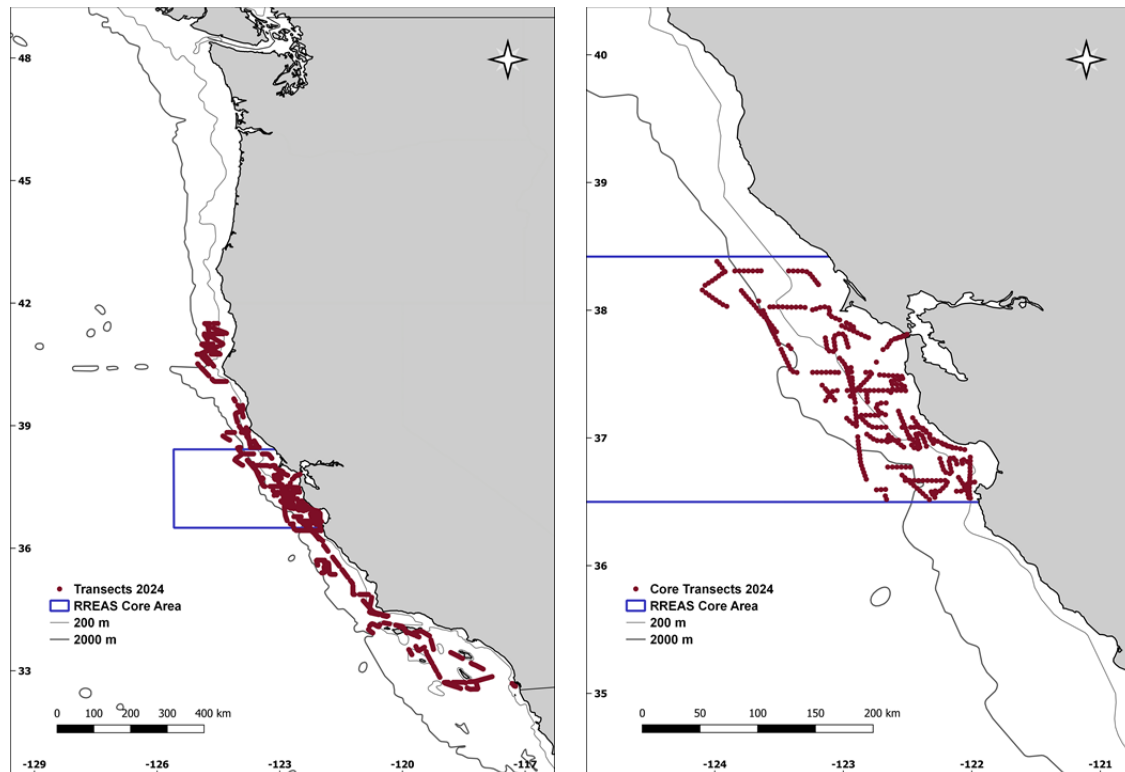 48
45
42
39
36
33
Transects 2024
RREAS Core Area
200 m
2000 m
0 100 200 300 400 km
-129 -126 -123 -120 -117
40
39
38
37
36
35
Core Transects 2024
RREAS Core Area
200 m
2000 m
0 50 100 150 200 km
-124 -123 -122 -121